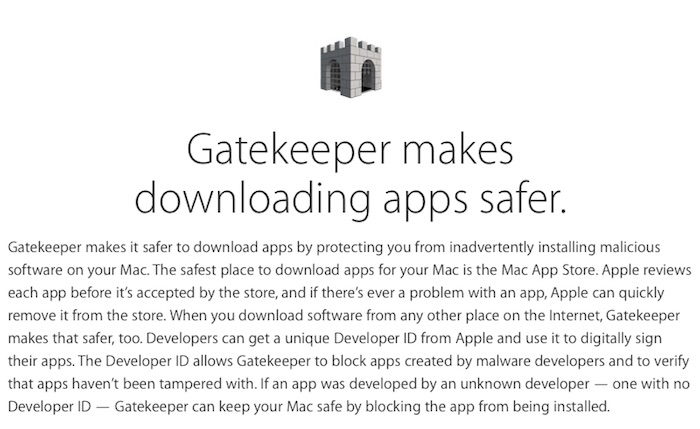 Gatekeeper makes
downloading apps safer.
Gatekeeper makes it safer to download apps by protecting you from inadvertently installing malicious
software on your Mac. The safest place to download apps for your Mac is the Mac App Store. Apple reviews
each app before it’s accepted by the store, and if there’s ever a problem with an app, Apple can quickly
remove it from the store. When you download software from any other place on the Internet, Gatekeeper
makes that safer, too. Developers can get a unique Developer ID from Apple and use it to digitally sign
their apps. The Developer ID allows Gatekeeper to block apps created by malware developers and to verify
that apps haven’t been tampered with. If an app was developed by an unknown developer — one with no
Developer ID — Gatekeeper can keep your Mac safe by blocking the app from being installed.